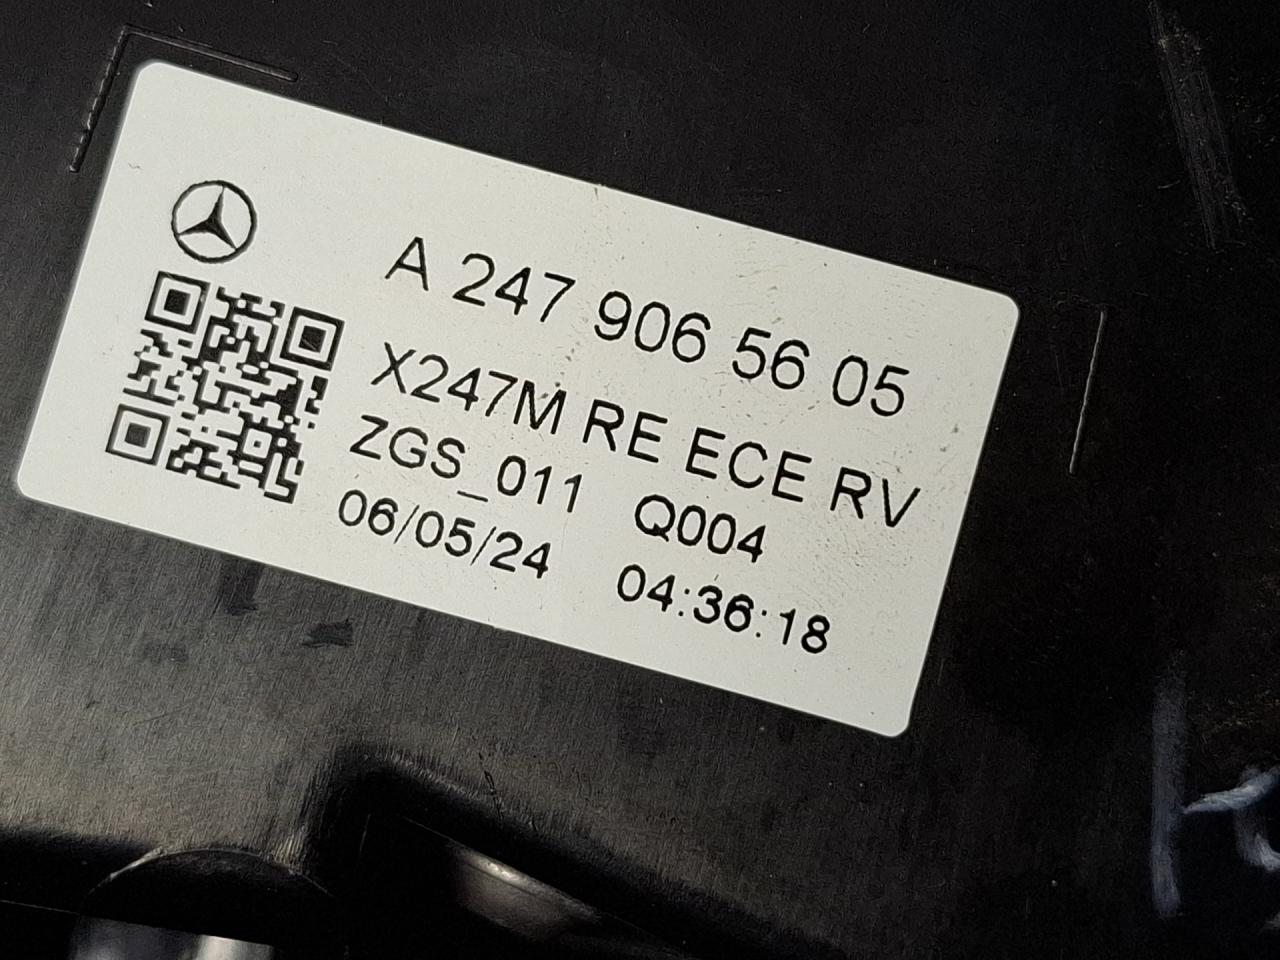 A 247 906 56 05
X247M RE ECE RV
ZGS_011 Q004
06/05/24 04:36:18